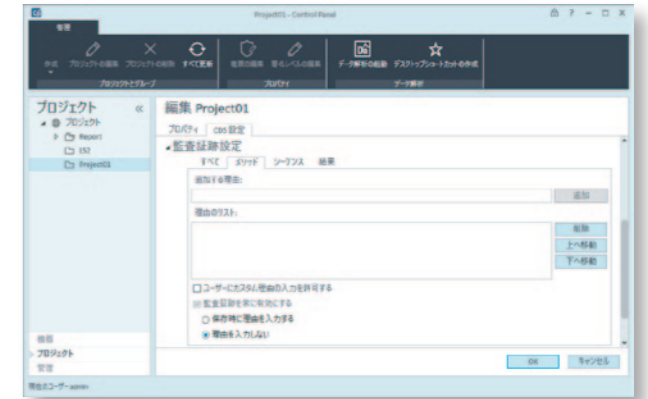 Project01 - Control Panel
管理
作成 プロジェクトの編集 プロジェクトの削除 すべて更新 権限の編集 署名レベルの編集 データ解析の起動 デスクトップショートカットの作成
プロジェクトとグループ プロパティ データ解析
プロジェクト
プロジェクト
Report
EST
Project01
機器
プロジェクト
管理
編集 Project01
プロパティ CDS 設定
監査証跡設定
すべて メソッド シーケンス 結果
追加する理由:
追加
理由のリスト:
削除
上へ移動
下へ移動
ユーザーにカスタム理由の入力を許可する
監査証跡を常に有効にする
保存時に理由を入力する
理由を入力しない
OK キャンセル
現在のユーザー: admin